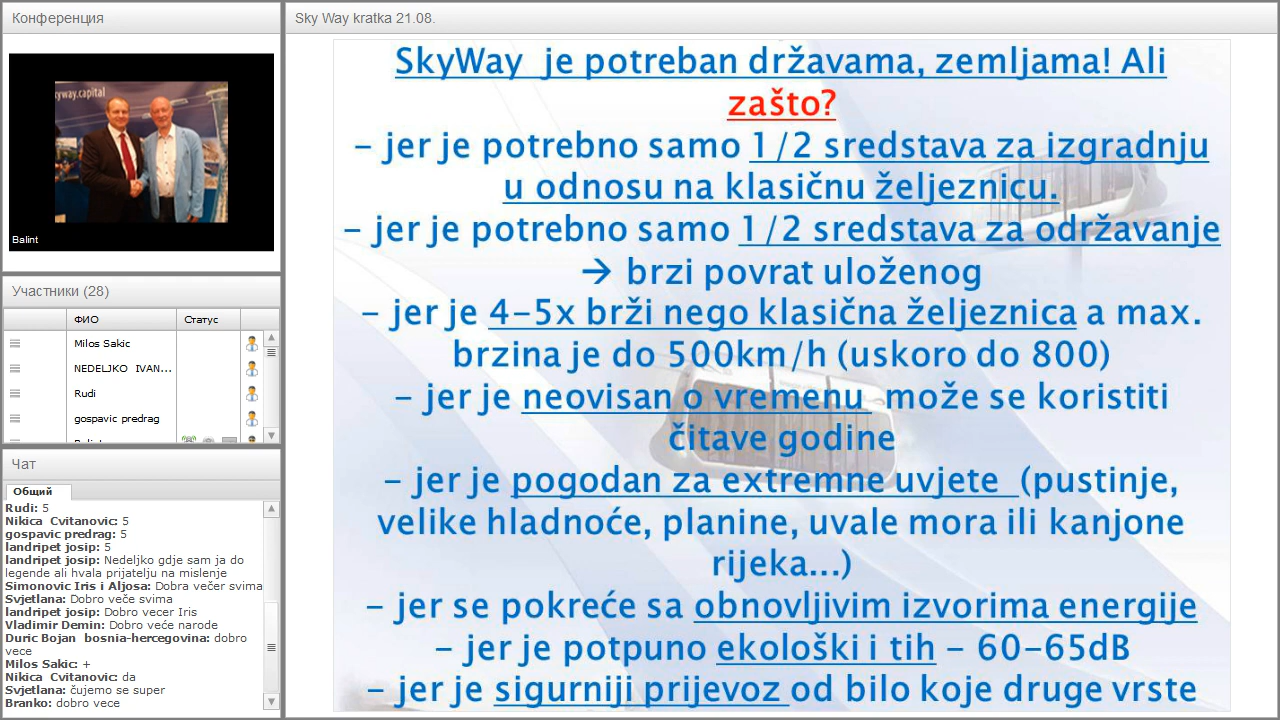 Конференция
kyway.capital
Balint
Участники (28)
ФИО
Статус
Milos Sakic
NEDELJKO IVAN...
Rudi
gospavic predrag
Чат
Общий
Rudi: 5
Nikica Cvitanovic: 5
gospavic predrag: 5
landripet josip: 5
landripet josip: Nedeljko gdje sam ja do
legende ali hvala prijatelju na mislenje
Simonovic Iris i Aljosa: Dobra večer svima
Svjetlana: Dobro veče svima
landripet josip: Dobro vecer Iris
Vladimir Demin: Dobro veće narode
Duric Bojan bosnia-hercegovina: dobro
vece
Milos Sakic: +
Nikica Cvitanovic: da
Svjetlana: čujemo se super
Branko: dobro vece
Sky Way kratka 21.08.
SkyWay je potreban državama, zemljama! Ali
zašto?
- jer je potrebno samo 1/2 sredstava za izgradnju
u odnosu na klasičnu željeznicu.
- jer je potrebno samo 1/2 sredstava za održavanje
→ brzi povrat uloženog
- jer je 4-5x brži nego klasična željeznica a max.
brzina je do 500km/h (uskoro do 800)
- jer je neovisan o vremenu može se koristiti
čitave godine
- jer je pogodan za extremne uvjete (pustinje,
velike hladnoće, planine, uvale mora ili kanjone
rijeka...)
- jer se pokreće sa obnovljivim izvorima energije
- jer je potpuno ekološki i tih - 60-65dB
- jer je sigurniji prijevoz od bilo koje druge vrste